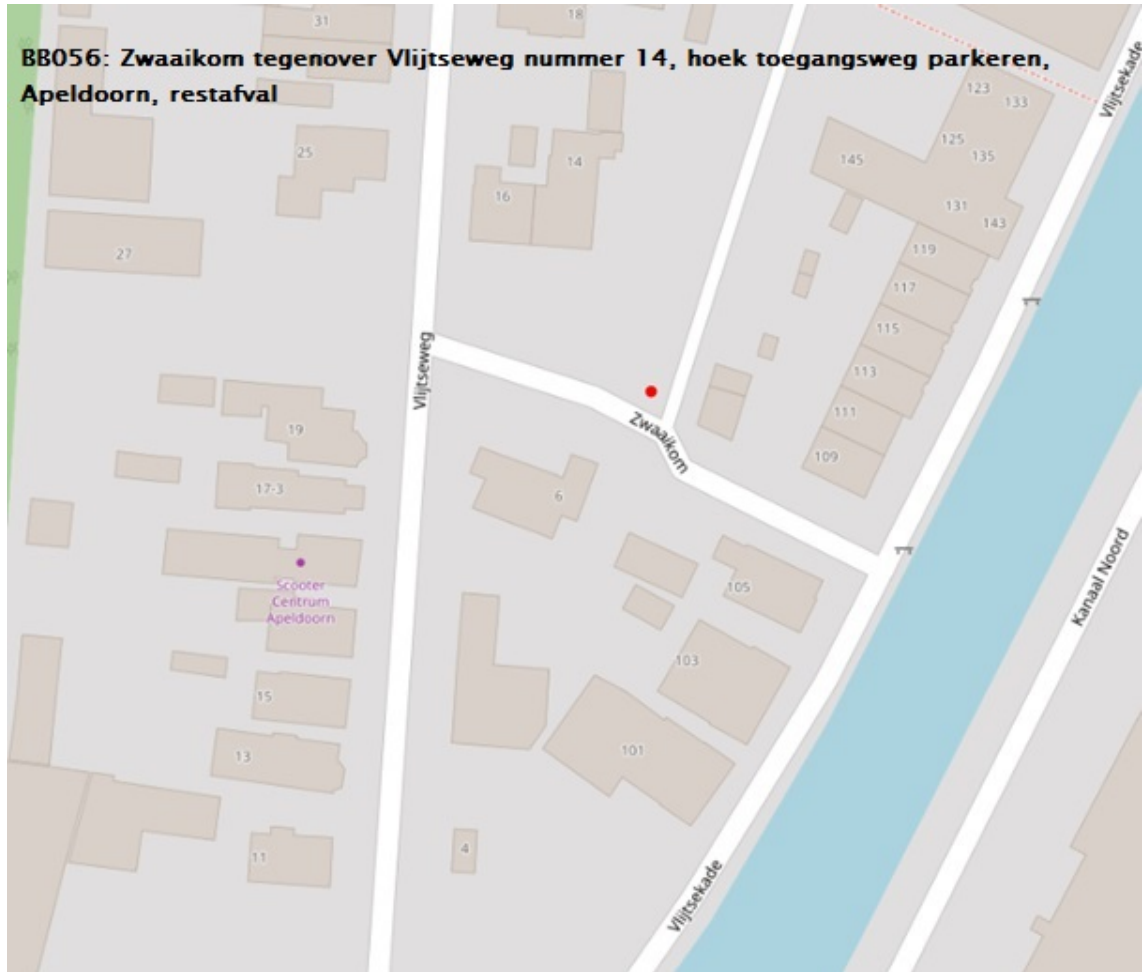 BB056: Zwaaikom tegenover Vlijtseweg nummer 14, hoek toegangsweg parkeren,
Apeldoorn, restafval
31
18
Vlijtsekade
123
133
125
135
145
25
14
16
131
143
27
119
117
115
113
111
109
Vlijtseweg
Zwaaikom
19
17-3
6
Scooter
Centrum
Apeldoorn
105
Kanaal Noord
103
15
13
101
11
4
Vlijtsekade